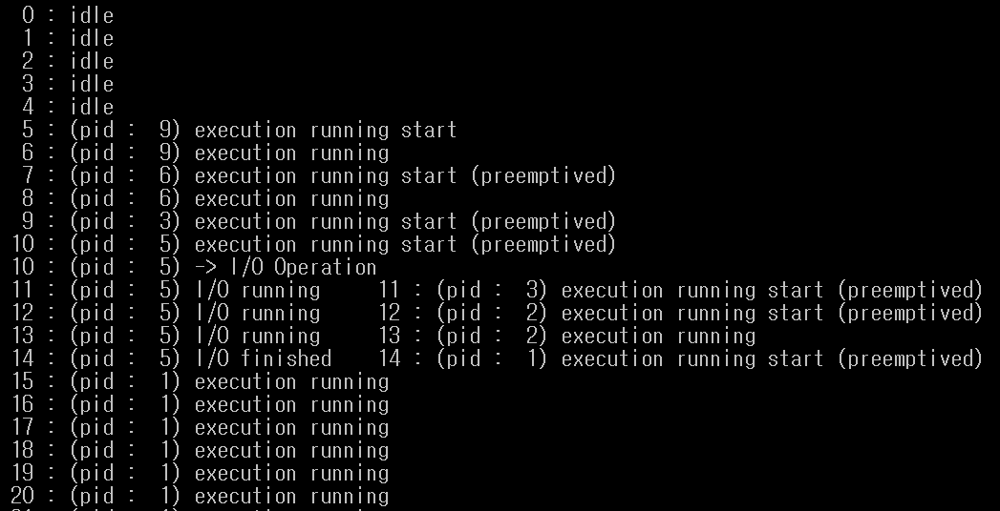 0 : idle
1 : idle
2 : idle
3 : idle
4 : idle
5 : (pid :  9) execution running start
6 : (pid :  9) execution running
7 : (pid :  6) execution running start (preemptived)
8 : (pid :  6) execution running
9 : (pid :  3) execution running start (preemptived)
10 : (pid :  5) execution running start (preemptived)
10 : (pid :  5) -> I/O Operation
11 : (pid :  5) I/O running     11 : (pid :  3) execution running start (preemptived)
12 : (pid :  5) I/O running     12 : (pid :  2) execution running start (preemptived)
13 : (pid :  5) I/O running     13 : (pid :  2) execution running
14 : (pid :  5) I/O finished    14 : (pid :  1) execution running start (preemptived)
15 : (pid :  1) execution running
16 : (pid :  1) execution running
17 : (pid :  1) execution running
18 : (pid :  1) execution running
19 : (pid :  1) execution running
20 : (pid :  1) execution running